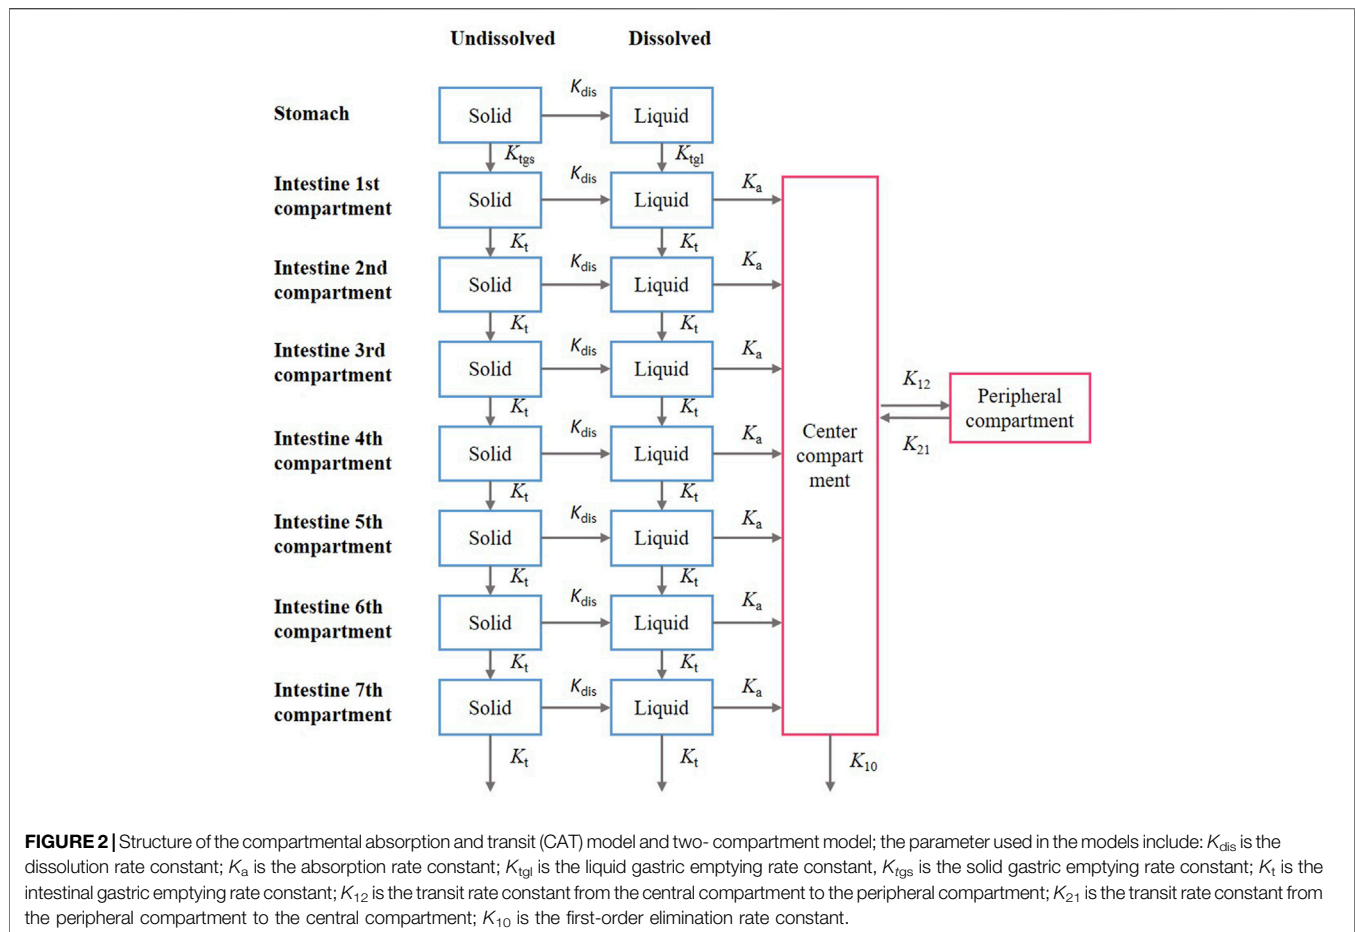 Undissolved Dissolved
Stomach Solid Kdis Liquid
Ktgs Ktgl
Intestine 1st
compartment Solid Kdis Liquid Ka
Kt Kt
Intestine 2nd
compartment Solid Kdis Liquid Ka
Kt Kt
Intestine 3rd
compartment Solid Kdis Liquid Ka
Kt Kt
Intestine 4th
compartment Solid Kdis Liquid Ka
Kt Kt
Intestine 5th
compartment Solid Kdis Liquid Ka
Kt Kt
Intestine 6th
compartment Solid Kdis Liquid Ka
Kt Kt
Intestine 7th
compartment Solid Kdis Liquid Ka
Kt Kt
Center
compart
ment
K12
K21
Peripheral
compartment
K10
FIGURE 2 | Structure of the compartmental absorption and transit (CAT) model and two- compartment model; the parameter used in the models include: Kdis is the
dissolution rate constant; Ka is the absorption rate constant; Ktgl is the liquid gastric emptying rate constant, Ktgs is the solid gastric emptying rate constant; Kt is the
intestinal gastric emptying rate constant; K12 is the transit rate constant from the central compartment to the peripheral compartment; K21 is the transit rate constant from
the peripheral compartment to the central compartment; K10 is the first-order elimination rate constant.